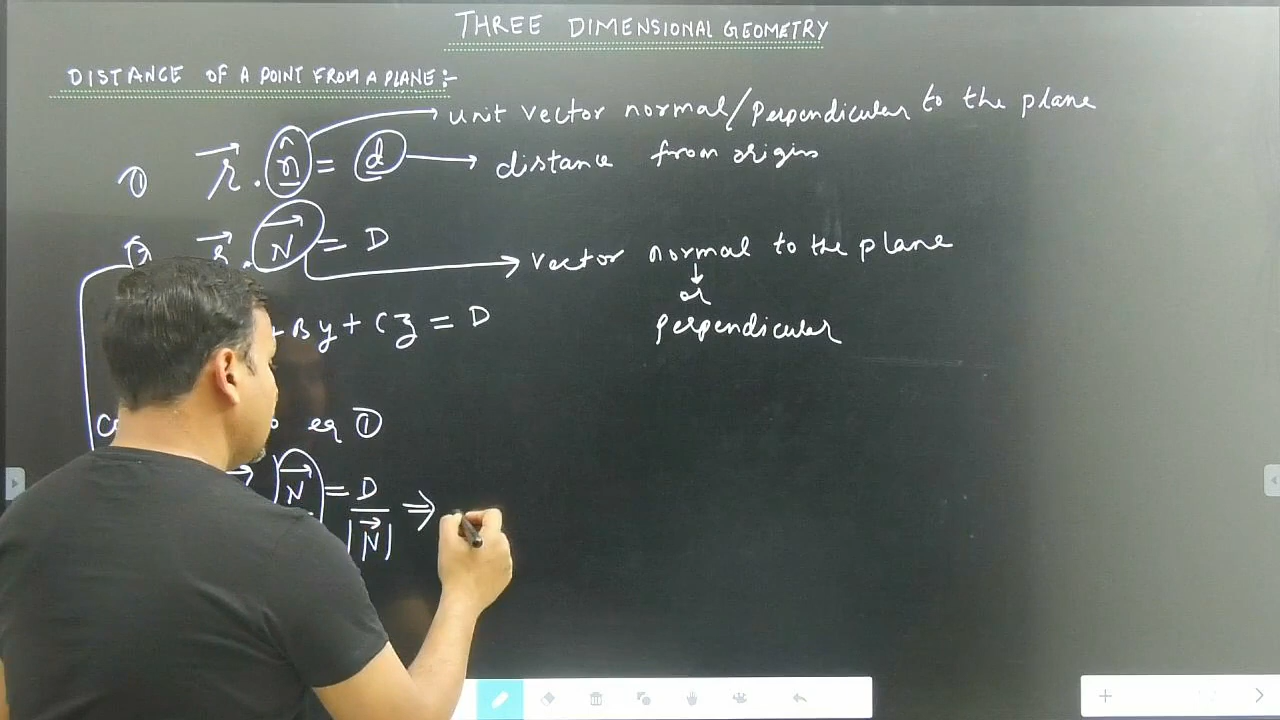 THREE DIMENSIONAL GEOMETRY
DISTANCE OF A POINT FROM A PLANE:-
→ unit vector normal/perpendicular to the plane
① r⃗ . n̂ = d → distance from origin
② r⃗ . N⃗ = D → vector normal to the plane
↓
or
perpendicular
+ By + Cz = D
eq ①
N⃗ = D / |N⃗| ⇒